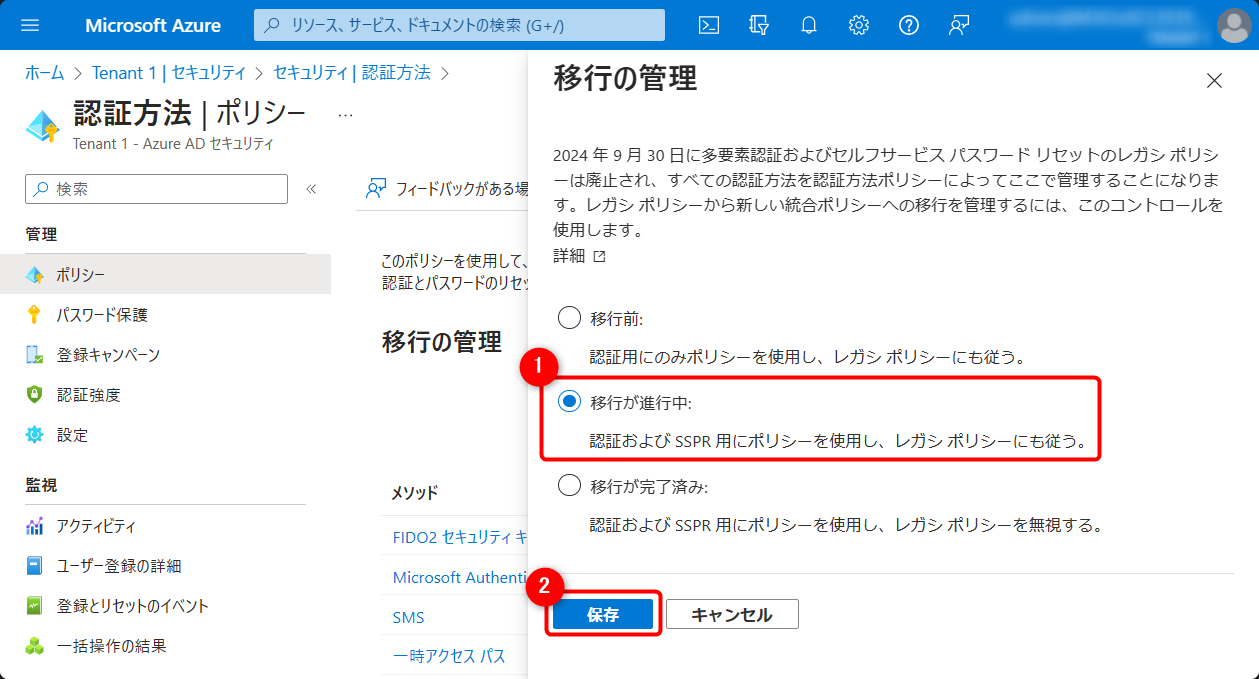 Microsoft Azure
リソース、サービス、ドキュメントの検索 (G+/)
ホーム > Tenant 1 | セキュリティ > セキュリティ | 認証方法 >
認証方法 | ポリシー ...
Tenant 1 - Azure AD セキュリティ
検索
«
管理
ポリシー
パスワード保護
登録キャンペーン
認証強度
設定
監視
アクティビティ
ユーザー登録の詳細
登録とリセットのイベント
一括操作の結果
フィードバックがある場
このポリシーを使用して、
認証とパスワードのリセッ
移行の管理
メソッド
FIDO2 セキュリティ キ
Microsoft Authenti
SMS
一時アクセス パス
移行の管理
2024 年 9 月 30 日に多要素認証およびセルフサービス パスワード リセットのレガシ ポリシ
ーは廃止され、すべての認証方法を認証方法ポリシーによってここで管理することになりま
す。レガシ ポリシーから新しい統合ポリシーへの移行を管理するには、このコントロールを
使用します。
詳細
移行前:
認証用にのみポリシーを使用し、レガシ ポリシーにも従う。
1
移行が進行中:
認証および SSPR 用にポリシーを使用し、レガシ ポリシーにも従う。
移行が完了済み:
認証および SSPR 用にポリシーを使用し、レガシ ポリシーを無視する。
2
保存
キャンセル